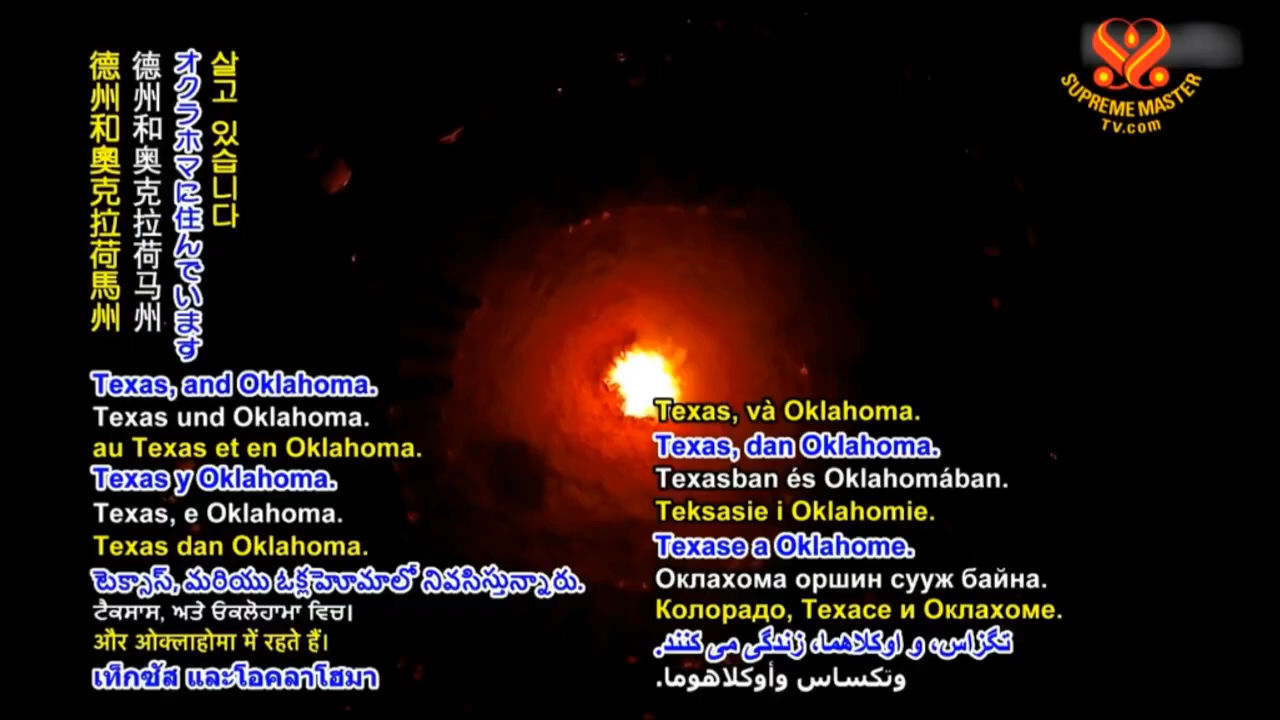 德州和奧克拉荷馬州
德州和奥克拉荷马州
オクラホマに住んでいます
살고 있습니다
Texas, and Oklahoma.
Texas und Oklahoma.
au Texas et en Oklahoma.
Texas y Oklahoma.
Texas, e Oklahoma.
Texas dan Oklahoma.
టెక్సాస్, మరియు ఓక్లహోమాలో నివసిస్తున్నారు.
ਟੈਕਸਾਸ, ਅਤੇ ਓਕਲੋਹਾਮਾ ਵਿਚ।
और ओक्लाहोमा में रहते हैं।
เท็กซัส และโอคลาโฮมา
Texas, và Oklahoma.
Texas, dan Oklahoma.
Texasban és Oklahomában.
Teksasie i Oklahomie.
Texase a Oklahome.
Оклахома оршин сууж байна.
Колорадо, Техасе и Оклахоме.
تگزاس، و اوکلاهما، زندگی می کنند.
وتكساس وأوكلاهوما.
SUPREME MASTER
TV.com